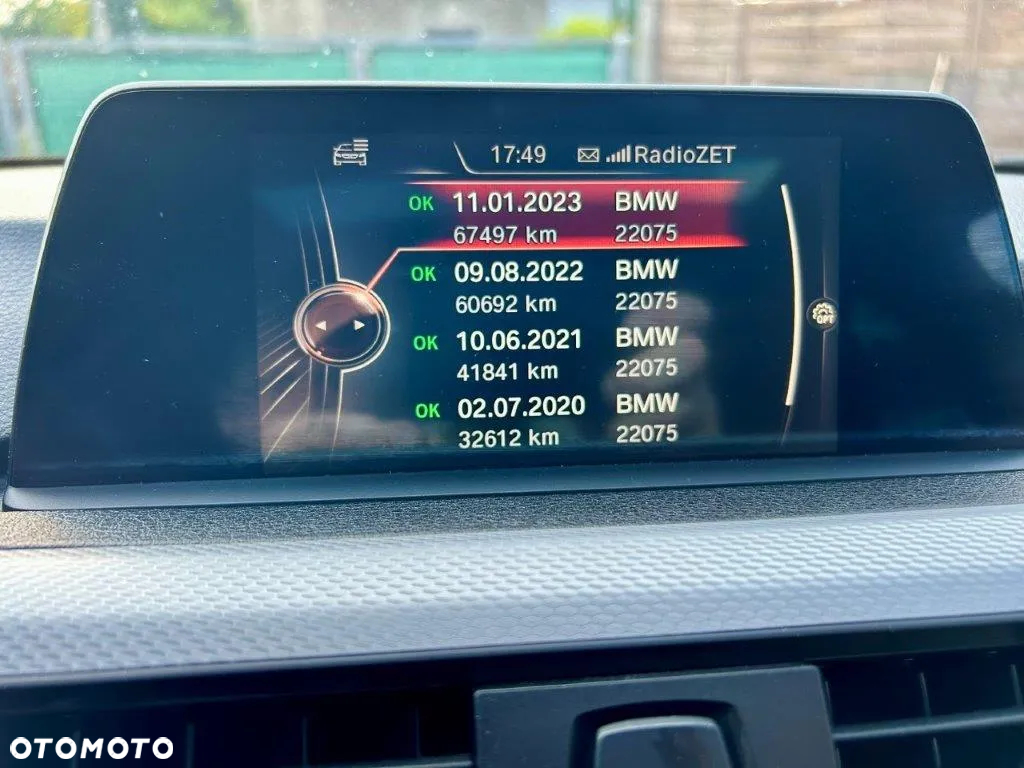 17:49 RadioZET
OK 11.01.2023 BMW
67497 km 22075
OK 09.08.2022 BMW
60692 km 22075
OK 10.06.2021 BMW
41841 km 22075
OPT
OK 02.07.2020 BMW
32612 km 22075
OTOMOTO